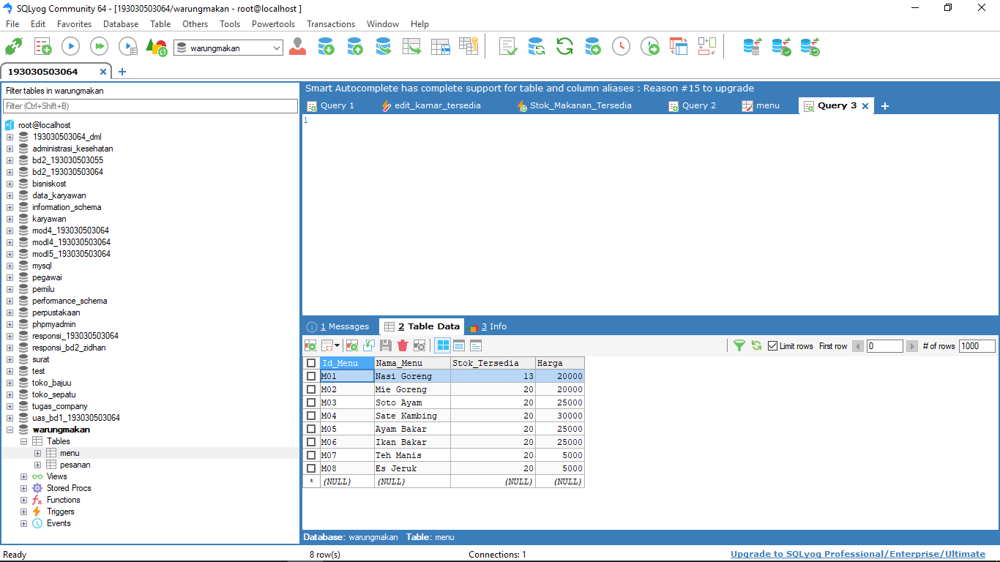 SQLyog Community 64 - [193030503064/warungmakan - root@localhost ]
File Edit Favorites Database Table Others Tools Powertools Transactions Window Help
warungmakan
193030503064
Filter tables in warungmakan
Filter (Ctrl+Shift+B)
root@localhost
193030503064_dml
administrasi_kesehatan
bd2_193030503055
bd2_193030503064
bisniskost
data_karyawan
information_schema
karyawan
mod4_193030503064
modl4_193030503064
modl5_193030503064
mysql
pegawai
pemilu
performance_schema
perpustakaan
phpmyadmin
responsi_193030503064
responsi_bd2_zidhan
surat
test
toko_bajuu
toko_sepatu
tugas_company
uas_bd1_193030503064
warungmakan
Tables
menu
pesanan
Views
Stored Procs
Functions
Triggers
Events
Smart Autocomplete has complete support for table and column aliases : Reason #15 to upgrade
Query 1 edit_kamar_tersedia Stok_Makanan_Tersedia Query 2 menu Query 3
1
1 Messages 2 Table Data 3 Info
Limit rows First row 0 # of rows 1000
Id_Menu Nama_Menu Stok_Tersedia Harga
M01 Nasi Goreng 13 20000
M02 Mie Goreng 20 20000
M03 Soto Ayam 20 25000
M04 Sate Kambing 20 30000
M05 Ayam Bakar 20 25000
M06 Ikan Bakar 20 25000
M07 Teh Manis 20 5000
M08 Es Jeruk 20 5000
* (NULL) (NULL) (NULL) (NULL)
Database: warungmakan Table: menu
Ready 8 row(s) Connections: 1 Upgrade to SQLyog Professional/Enterprise/Ultimate